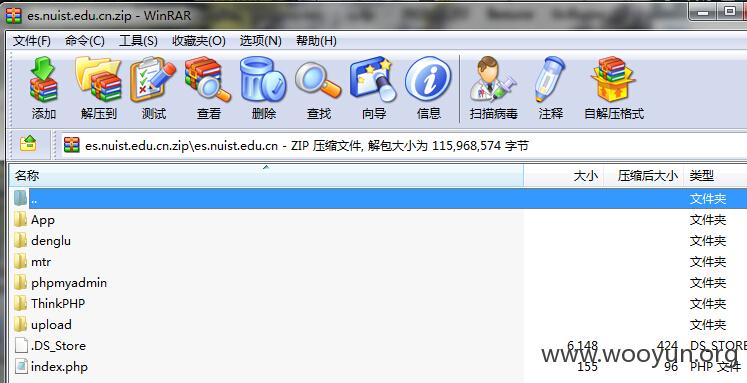 es.nuist.edu.cn.zip - WinRAR
文件(F) 命令(C) 工具(S) 收藏夹(O) 选项(N) 帮助(H)
添加 解压到 测试 查看 删除 查找 向导 信息 扫描病毒 注释 自解压格式
es.nuist.edu.cn.zip\es.nuist.edu.cn - ZIP 压缩文件, 解包大小为 115,968,574 字节
名称 大小 压缩后大小 类型
.. 文件夹
App 文件夹
denglu 文件夹
mtr 文件夹
phpmyadmin 文件夹
ThinkPHP 文件夹
upload 文件夹
.DS_Store 6,148 424 DS_STORE
index.php 155 96 PHP 文件
www.wooyun.org